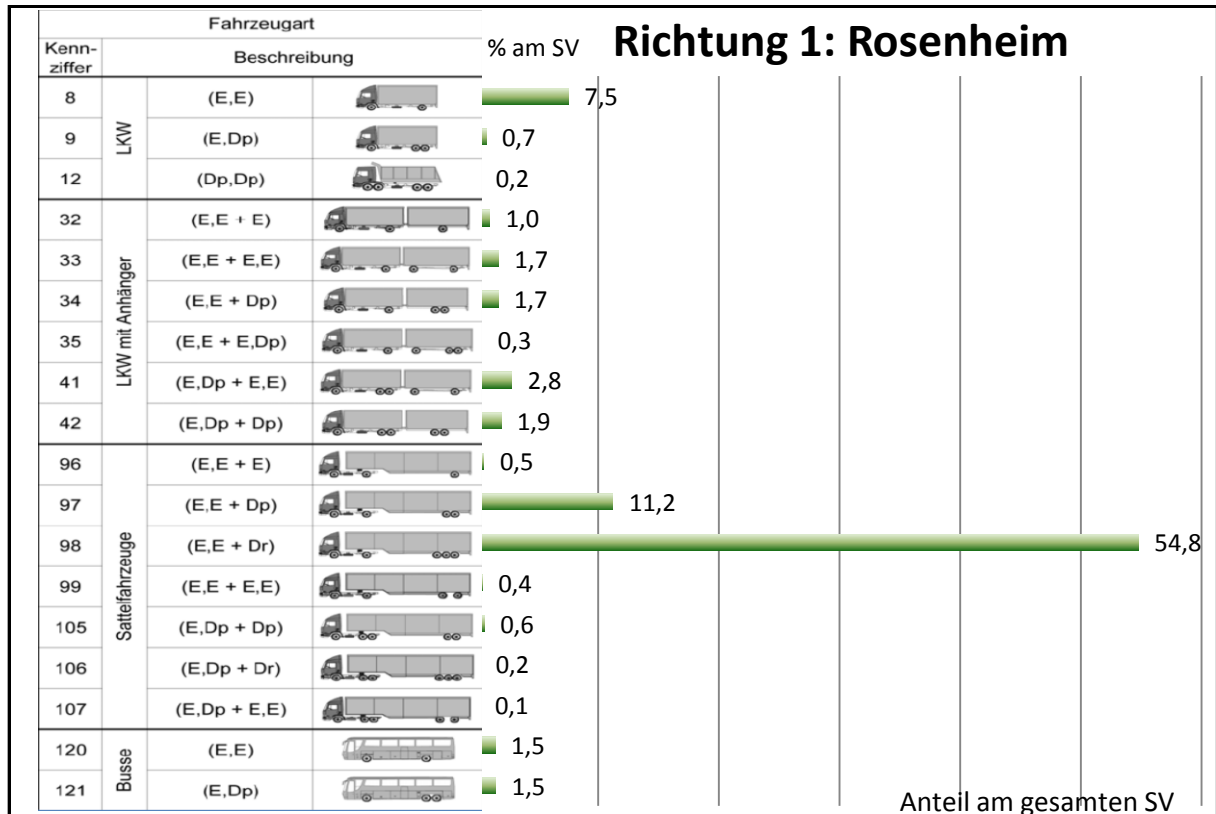 Fahrzeugart
Kenn-
ziffer
Beschreibung
% am SV
Richtung 1: Rosenheim
LKW
8 (E,E) 7,5
9 (E,Dp) 0,7
12 (Dp,Dp) 0,2
LKW mit Anhänger
32 (E,E + E) 1,0
33 (E,E + E,E) 1,7
34 (E,E + Dp) 1,7
35 (E,E + E,Dp) 0,3
41 (E,Dp + E,E) 2,8
42 (E,Dp + Dp) 1,9
Sattelfahrzeuge
96 (E,E + E) 0,5
97 (E,E + Dp) 11,2
98 (E,E + Dr) 54,8
99 (E,E + E,E) 0,4
105 (E,Dp + Dp) 0,6
106 (E,Dp + Dr) 0,2
107 (E,Dp + E,E) 0,1
Busse
120 (E,E) 1,5
121 (E,Dp) 1,5
Anteil am gesamten SV